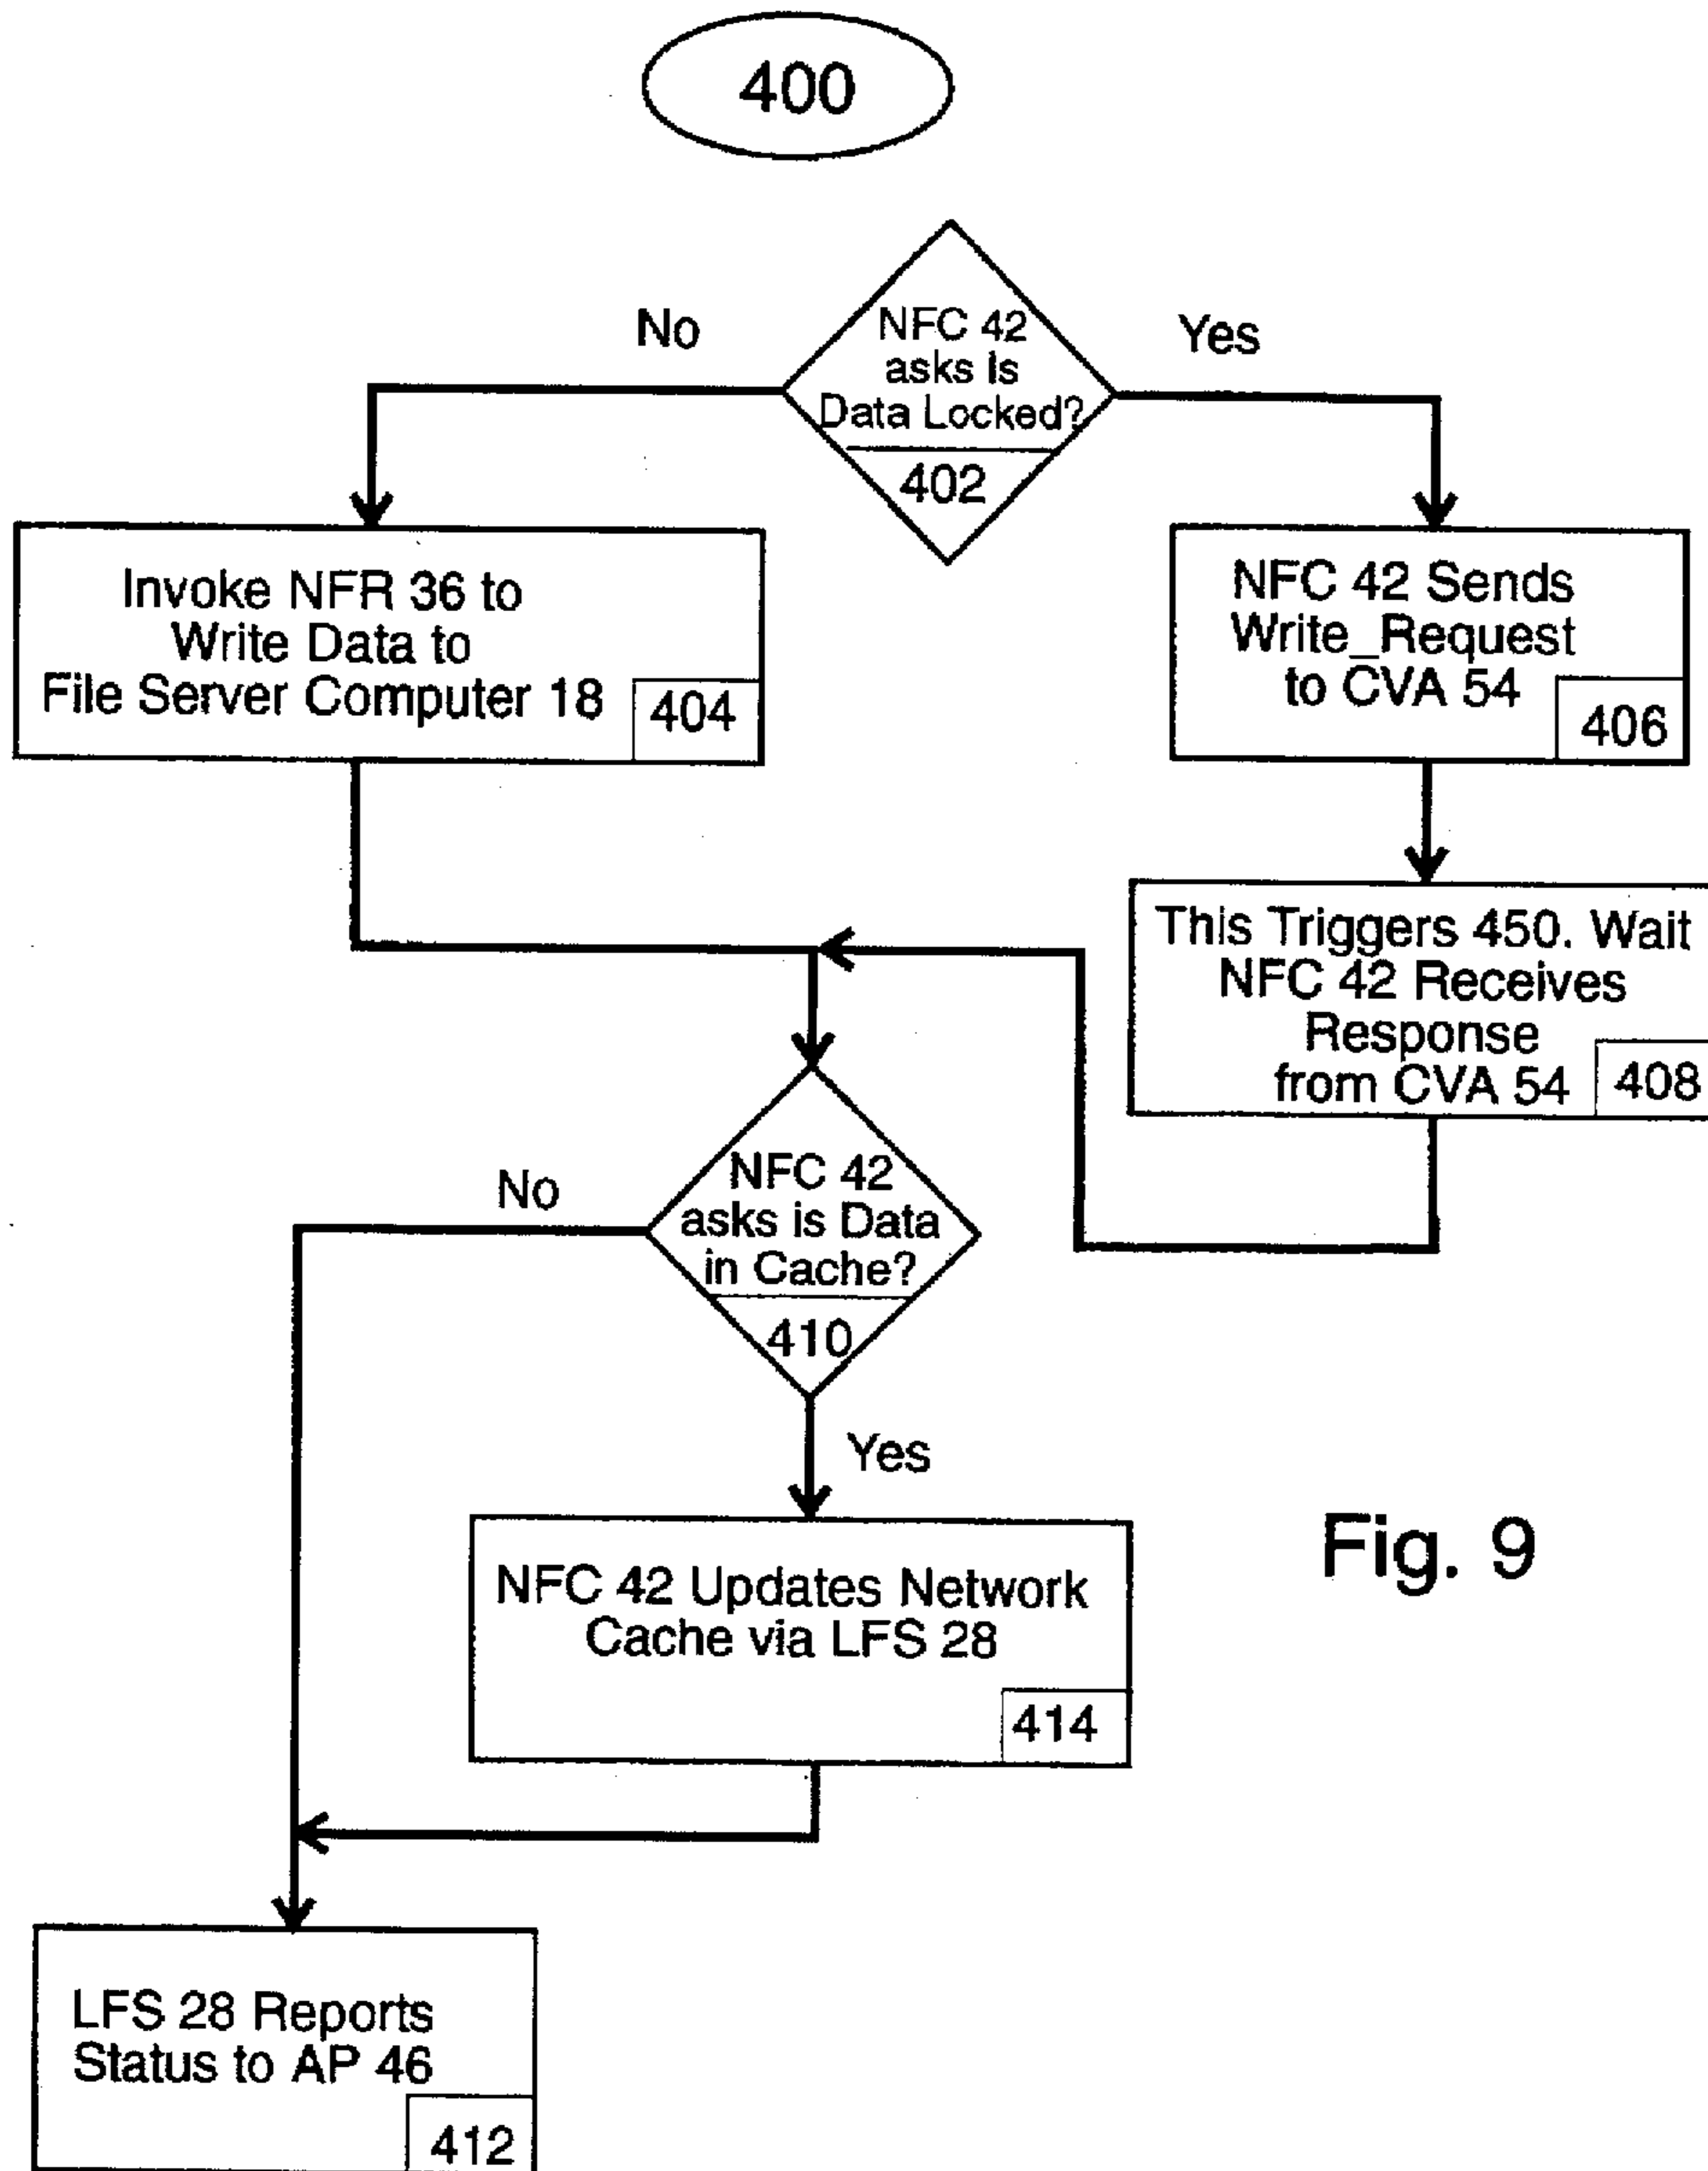 400
No
NFC 42
asks is
Data Locked?
402
Yes
Invoke NFR 36 to
Write Data to
File Server Computer 18
404
NFC 42 Sends
Write_Request
to CVA 54
406
This Triggers 450. Wait
NFC 42 Receives
Response
from CVA 54
408
No
NFC 42
asks is Data
in Cache?
410
Yes
NFC 42 Updates Network
Cache via LFS 28
414
Fig. 9
LFS 28 Reports
Status to AP 46
412